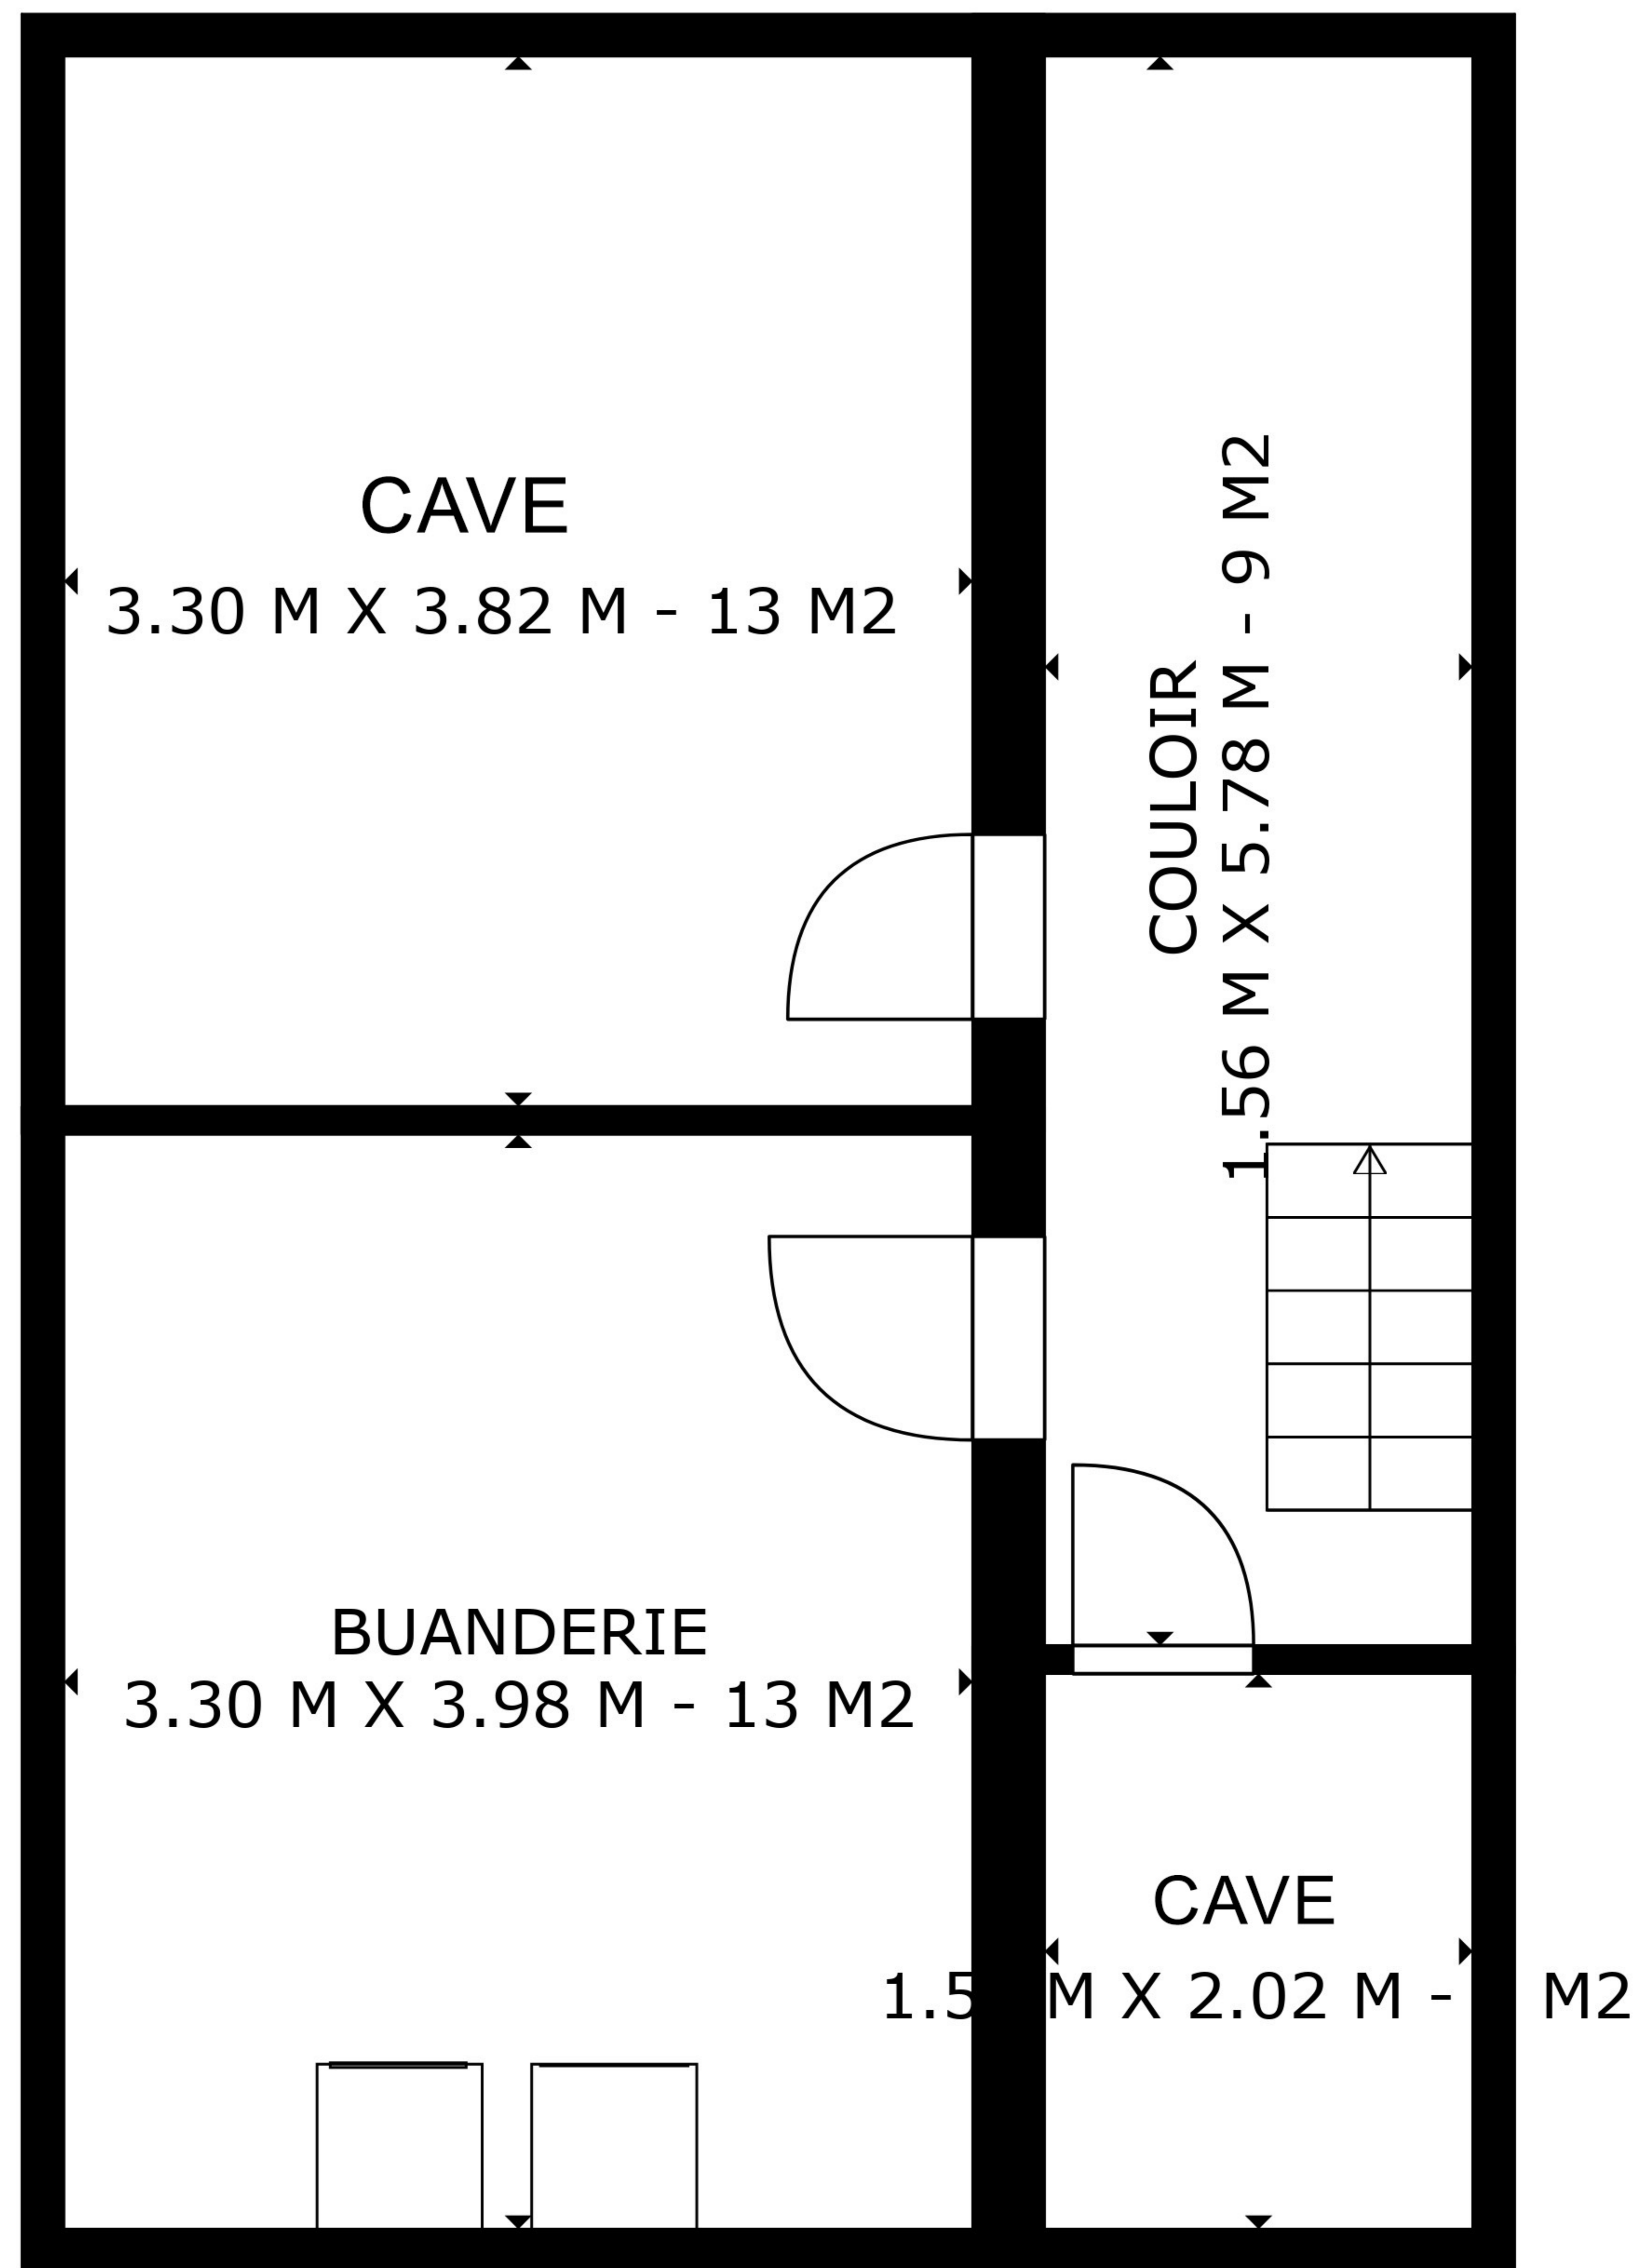 CAVE
3.30 M X 3.82 M - 13 M2
COULOIR
1.56 M X 5.78 M - 9 M2
BUANDERIE
3.30 M X 3.98 M - 13 M2
CAVE
M X 2.02 M - M2